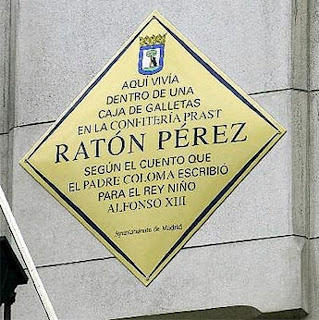 AQUÍ VIVÍA
DENTRO DE UNA
CAJA DE GALLETAS
EN LA CONFITERÍA PRAST
RATÓN PÉREZ
SEGÚN EL CUENTO QUE
EL PADRE COLOMA ESCRIBIÓ
PARA EL REY NIÑO
ALFONSO XIII
Ayuntamiento de Madrid